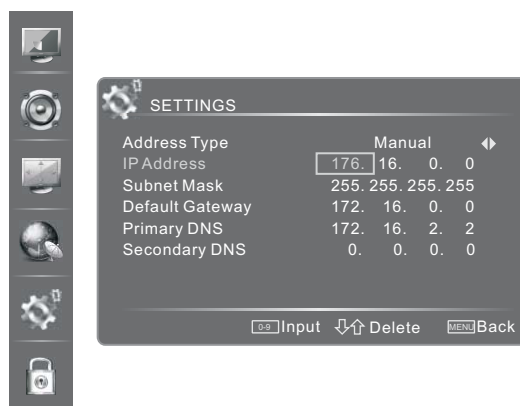 SETTINGS
Address Type Manual
IP Address 176. 16. 0. 0
Subnet Mask 255. 255. 255. 255
Default Gateway 172. 16. 0. 0
Primary DNS 172. 16. 2. 2
Secondary DNS 0. 0. 0. 0
0-9 Input Delete MENU Back